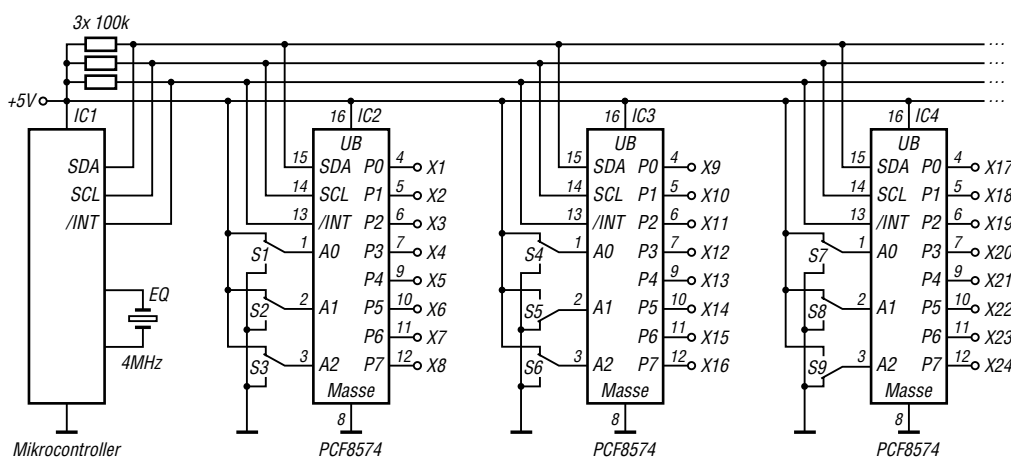 3x 100k
...
...
...
+5V
...
IC1
16 IC2
16 IC3
16 IC4
UB
UB
UB
SDA
15 SDA P0 4 X1
15 SDA P0 4 X9
15 SDA P0 4 X17
SCL
14 SCL P1 5 X2
14 SCL P1 5 X10
14 SCL P1 5 X18
/INT
13 /INT P2 6 X3
13 /INT P2 6 X11
13 /INT P2 6 X19
S1 1 A0 P3 7 X4
S4 1 A0 P3 7 X12
S7 1 A0 P3 7 X20
P4 9 X5
P4 9 X13
P4 9 X21
EQ
S2 2 A1 P5 10 X6
S5 2 A1 P5 10 X14
S8 2 A1 P5 10 X22
P6 11 X7
P6 11 X15
P6 11 X23
4MHz
S3 3 A2 P7 12 X8
S6 3 A2 P7 12 X16
S9 3 A2 P7 12 X24
Masse
Masse
Masse
8
8
8
Mikrocontroller
PCF8574
PCF8574
PCF8574